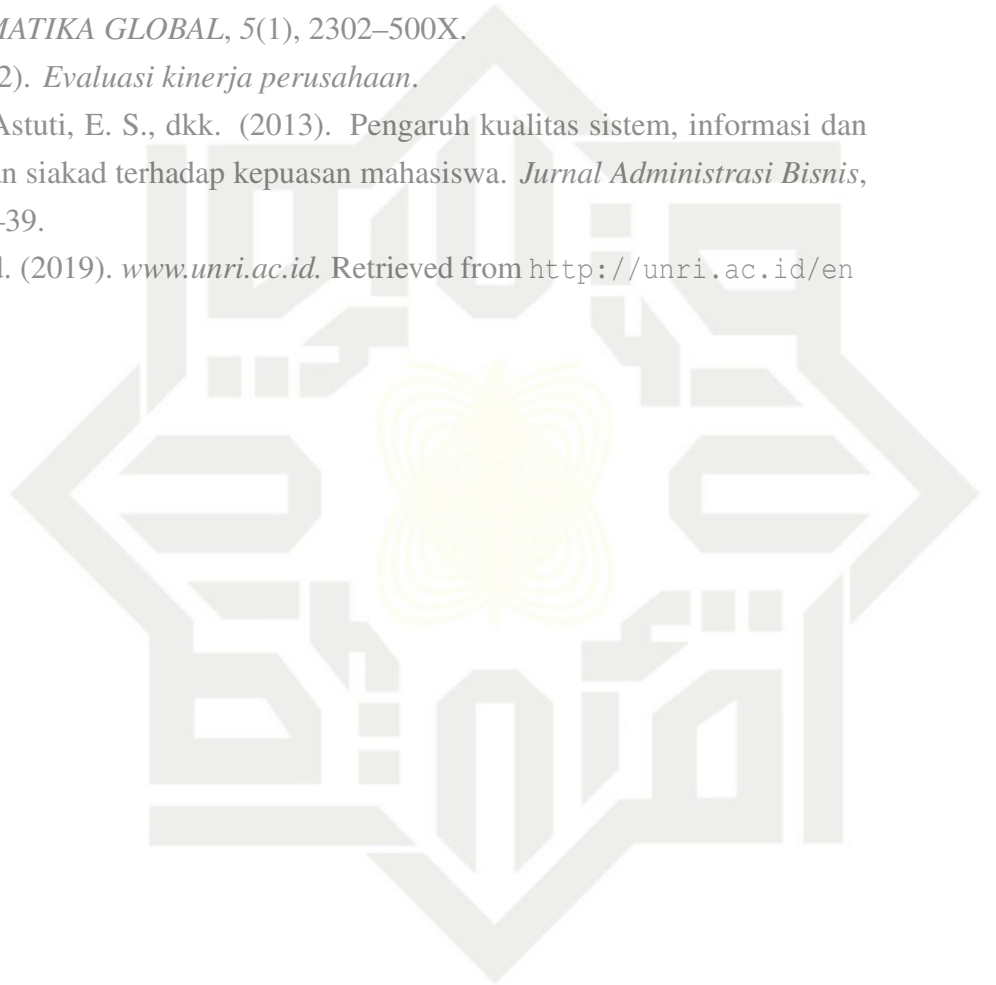 MATIKA GLOBAL, 5(1), 2302–500X.
2). Evaluasi kinerja perusahaan.
Astuti, E. S., dkk. (2013). Pengaruh kualitas sistem, informasi dan
an siakad terhadap kepuasan mahasiswa. Jurnal Administrasi Bisnis,
–39.
d. (2019). www.unri.ac.id. Retrieved from http://unri.ac.id/en